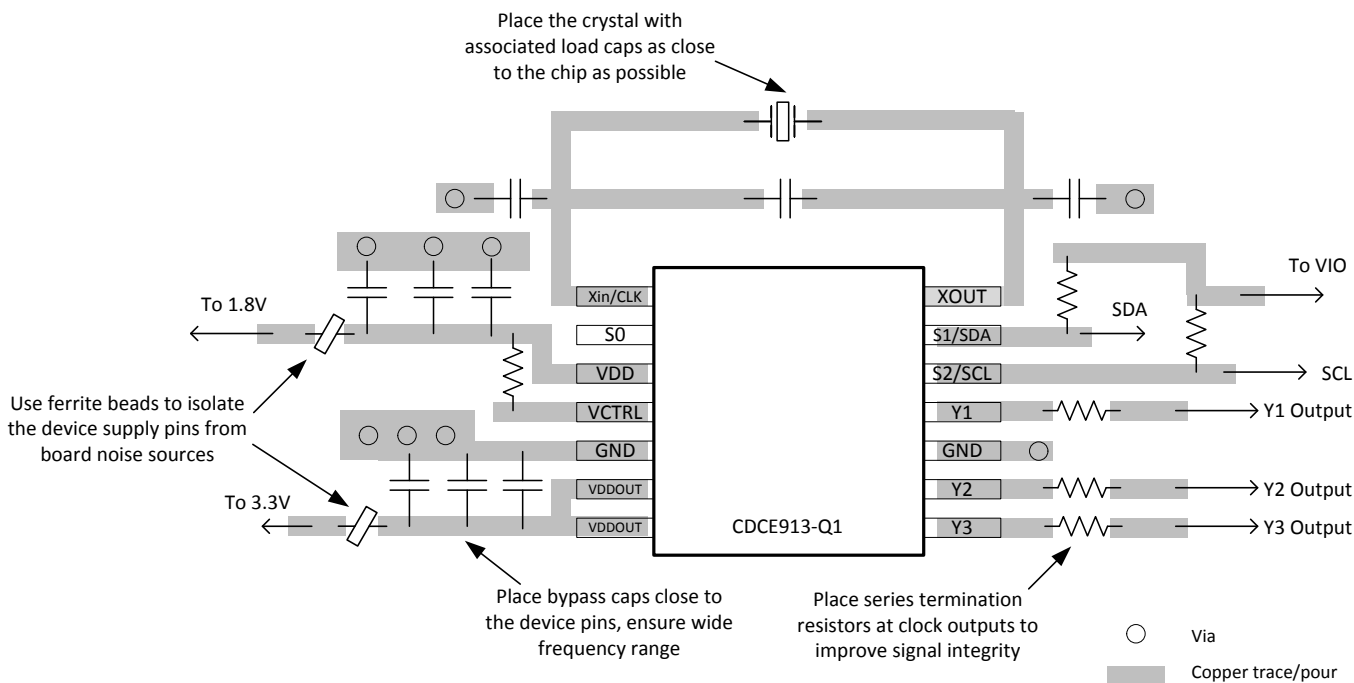 Place the crystal with
associated load caps as close
to the chip as possible
To 1.8V
Use ferrite beads to isolate
the device supply pins from
board noise sources
To 3.3V
Xin/CLK
S0
VDD
VCTRL
GND
VDDOUT
VDDOUT
CDCE913-Q1
XOUT
S1/SDA
S2/SCL
Y1
GND
Y2
Y3
To VIO
SDA
SCL
Y1 Output
Y2 Output
Y3 Output
Place bypass caps close to
the device pins, ensure wide
frequency range
Place series termination
resistors at clock outputs to
improve signal integrity
Via
Copper trace/pour